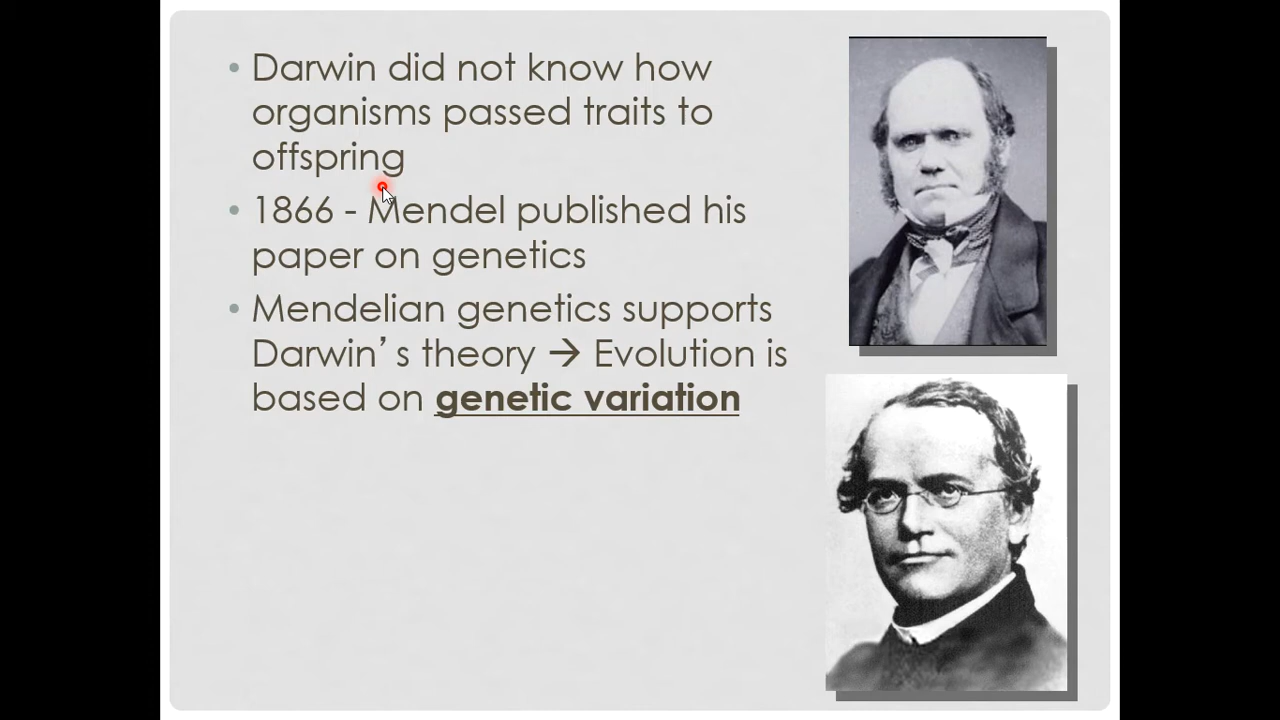 • Darwin did not know how
organisms passed traits to
offspring
• 1866 - Mendel published his
paper on genetics
• Mendelian genetics supports
Darwin’s theory → Evolution is
based on genetic variation